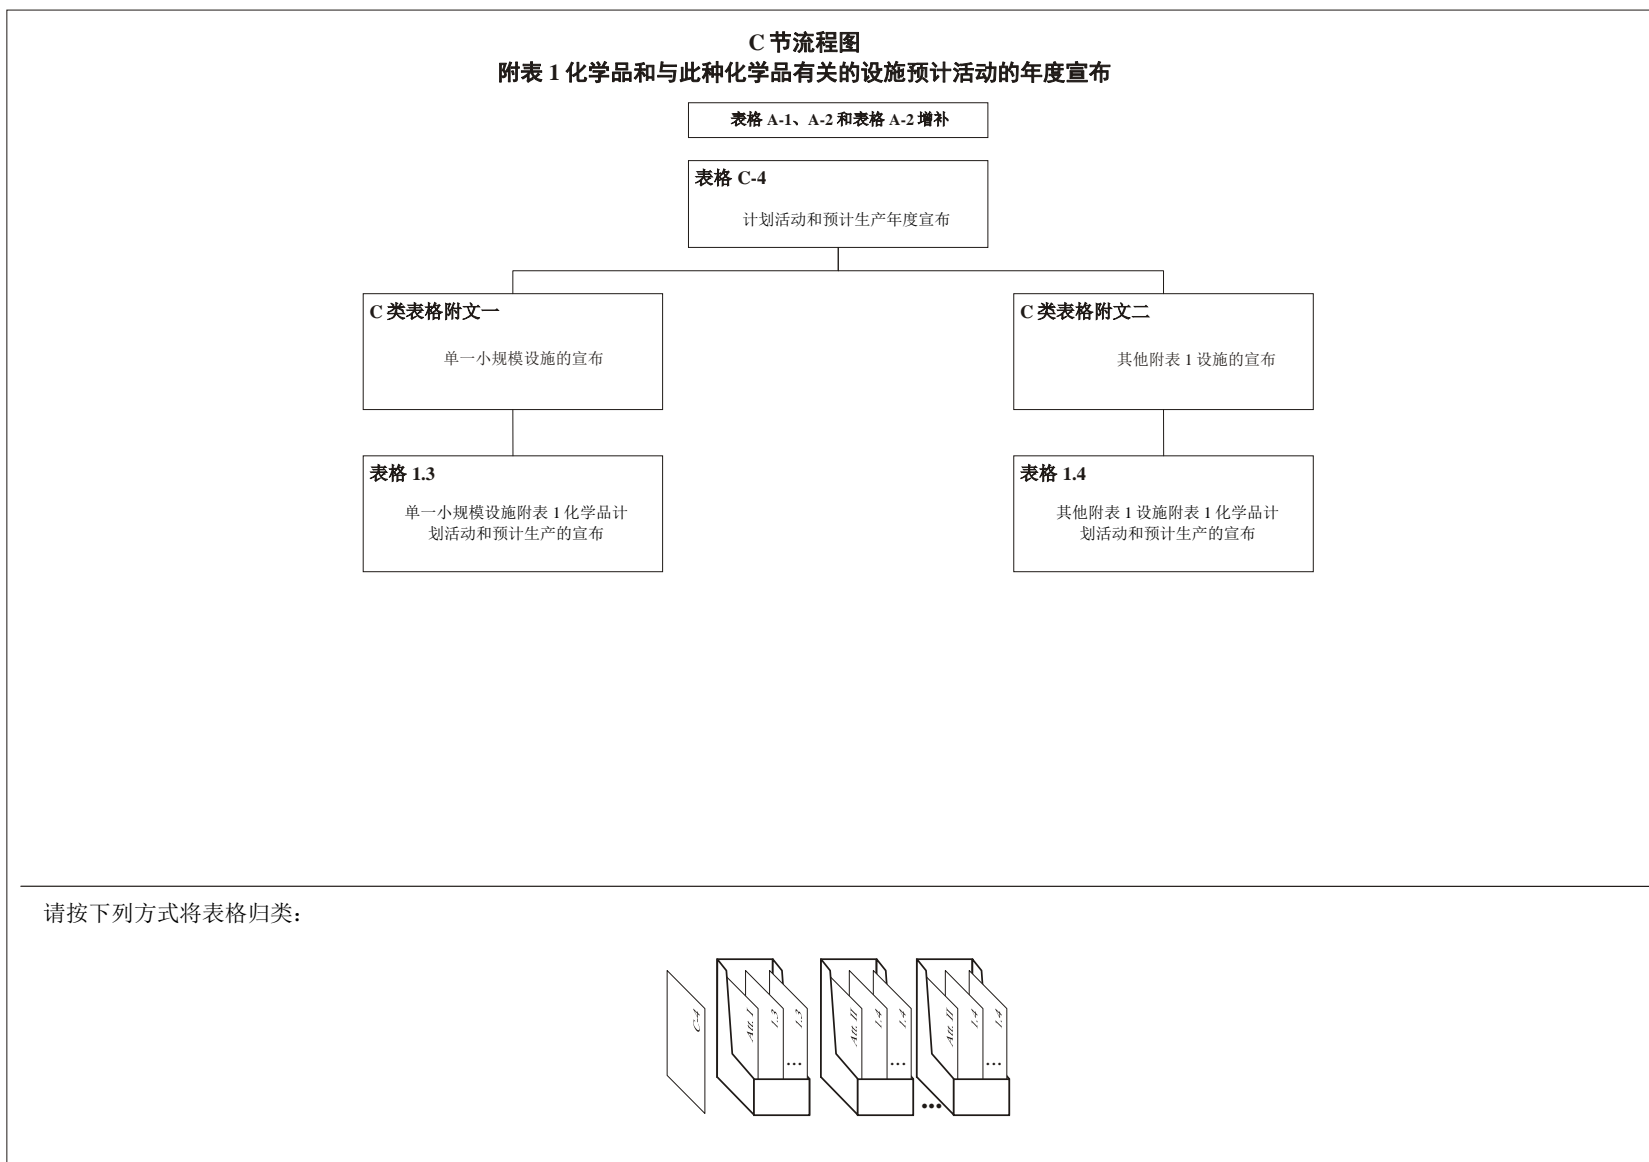 C 节流程图
附表 1 化学品和与此种化学品有关的设施预计活动的年度宣布
表格 A-1、A-2 和表格 A-2 增补
表格 C-4
计划活动和预计生产年度宣布
C 类表格附文一
单一小规模设施的宣布
C 类表格附文二
其他附表 1 设施的宣布
表格 1.3
单一小规模设施附表 1 化学品计
划活动和预计生产的宣布
表格 1.4
其他附表 1 设施附表 1 化学品计
划活动和预计生产的宣布
请按下列方式将表格归类：
C-4
An. I
1.3
1.3
...
An. II
1.4
1.4
...
...
An. II
1.4
1.4
...